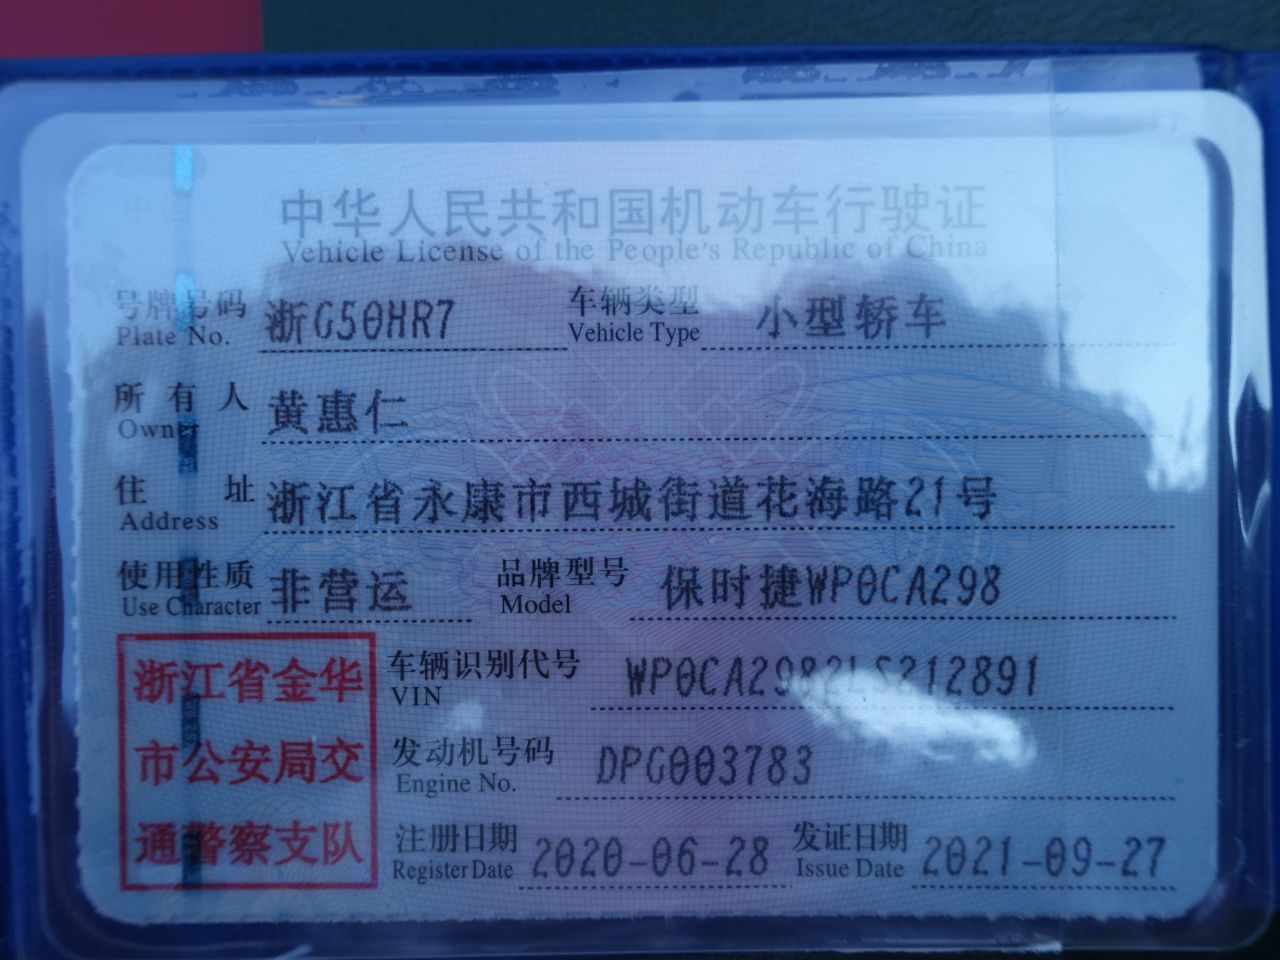 中华人民共和国机动车行驶证
Vehicle License of the People's Republic of China
号牌号码 浙G50HR7 车辆类型 小型轿车
Plate No. Vehicle Type
所有人 黄惠仁
Owner
住址 浙江省永康市西城街道花海路21号
Address
使用性质 非营运 品牌型号 保时捷WP0CA298
Use Character Model
浙江省金华 车辆识别代号 WP0CA2982LS212891
VIN
市公安局交 发动机号码 DPG003783
Engine No.
通警察支队 注册日期 2020-06-28 发证日期 2021-09-27
Register Date Issue Date